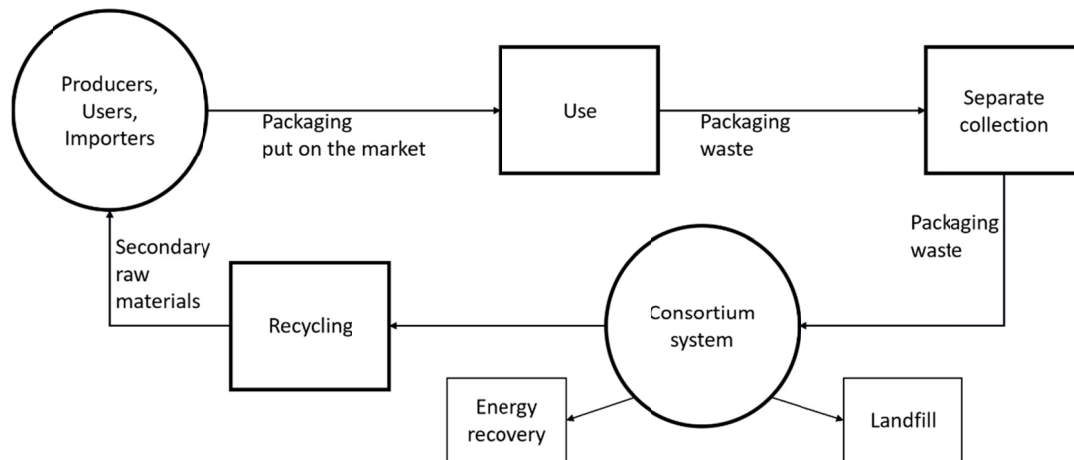 Producers,
Users,
Importers
Packaging
put on the market
Use
Packaging
waste
Separate
collection
Packaging
waste
Consortium
system
Landfill
Energy
recovery
Recycling
Secondary
raw
materials